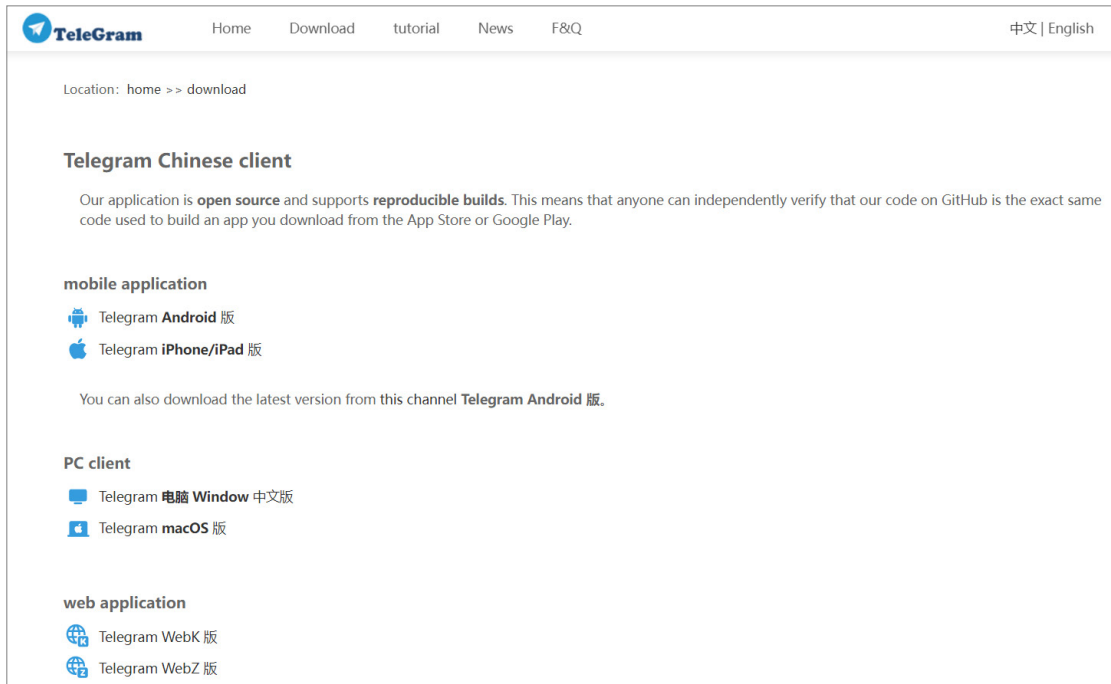 TeleGram
Home
Download
tutorial
News
F&Q
中文 | English
Location: home >> download
Telegram Chinese client
Our application is open source and supports reproducible builds. This means that anyone can independently verify that our code on GitHub is the exact same
code used to build an app you download from the App Store or Google Play.
mobile application
Telegram Android 版
Telegram iPhone/iPad 版
You can also download the latest version from this channel Telegram Android 版。
PC client
Telegram 电脑 Window 中文版
Telegram macOS 版
web application
K
Telegram WebK 版
Z
Telegram WebZ 版